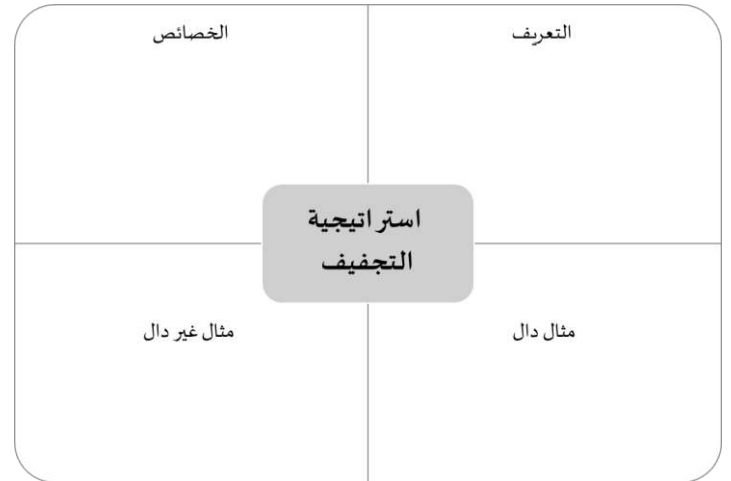 التعريف
الخصائص
استراتيجية
التجفيف
مثال دال
مثال غير دال